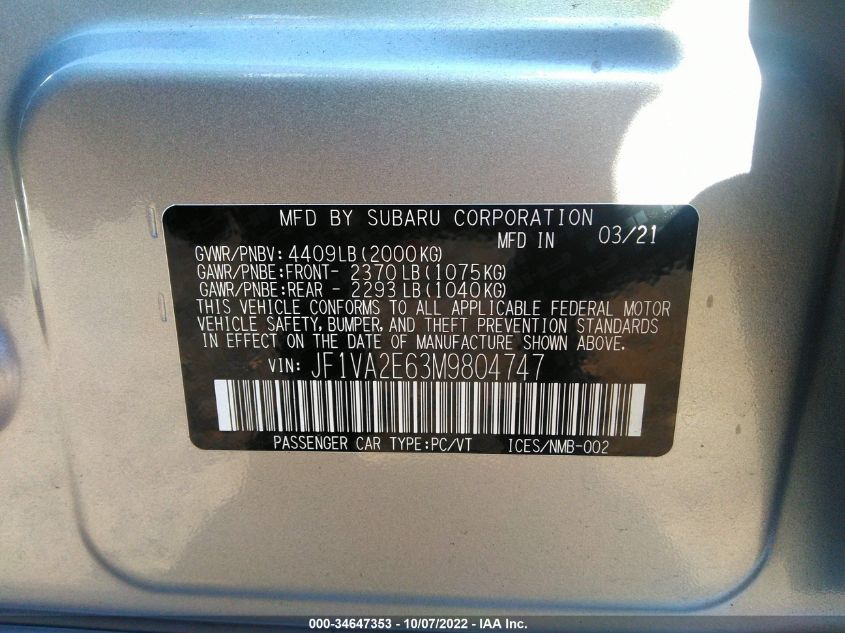 MFD BY SUBARU CORPORATION
MFD IN 03/21
GVWR/PNBV: 4409LB(2000KG)
GAWR/PNBE:FRONT- 2370LB(1075KG)
GAWR/PNBE:REAR - 2293LB(1040KG)
THIS VEHICLE CONFORMS TO ALL APPLICABLE FEDERAL MOTOR
VEHICLE SAFETY, BUMPER, AND THEFT PREVENTION STANDARDS
IN EFFECT ON THE DATE OF MANUFACTURE SHOWN ABOVE.
VIN: JF1VA2E63M9804747
PASSENGER CAR TYPE:PC/VT ICES/NMB-002
000-34647353 - 10/07/2022 - IAA Inc.